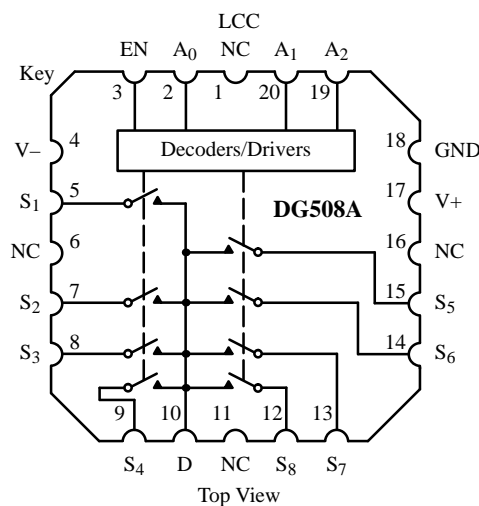 LCC
EN A0 NC A1 A2
Key
3 2 1 20 19
V– 4 Decoders/Drivers 18 GND
S1 5 DG508A 17 V+
NC 6 16 NC
S2 7 15 S5
S3 8 14 S6
9 10 11 12 13
S4 D NC S8 S7
Top View